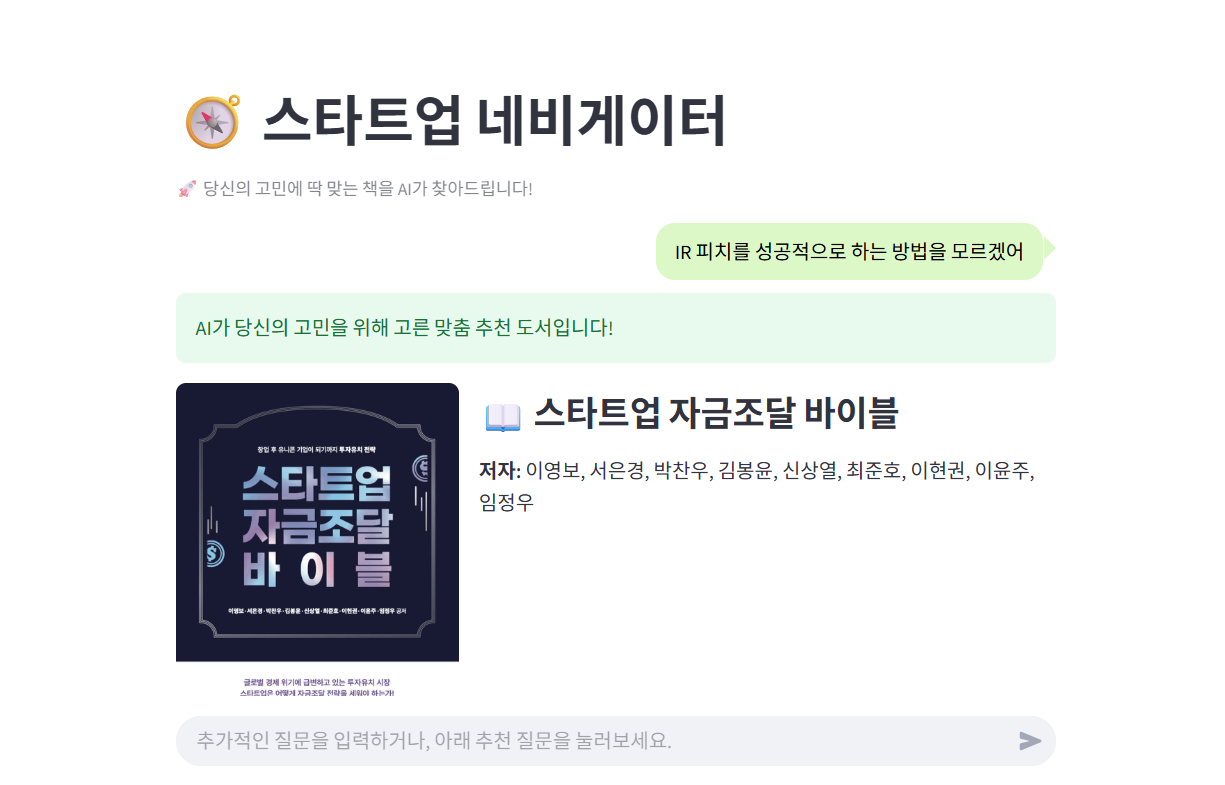 스타트업 네비게이터
당신의 고민에 딱 맞는 책을 AI가 찾아드립니다!
IR 피치를 성공적으로 하는 방법을 모르겠어
AI가 당신의 고민을 위해 고른 맞춤 추천 도서입니다!
창업 후 유니콘 기업이 되기까지 투자유치 전략
스타트업
자금조달
바이블
이영보·서은경·박찬우·김봉윤·신상열·최준호·이현권·이윤주·임정우 공저
글로벌 경제 위기에 급변하고 있는 투자유치 시장
스타트업은 어떻게 자금조달 전략을 세워야 하는가!
스타트업 자금조달 바이블
저자: 이영보, 서은경, 박찬우, 김봉윤, 신상열, 최준호, 이현권, 이윤주,
임정우
추가적인 질문을 입력하거나, 아래 추천 질문을 눌러보세요.